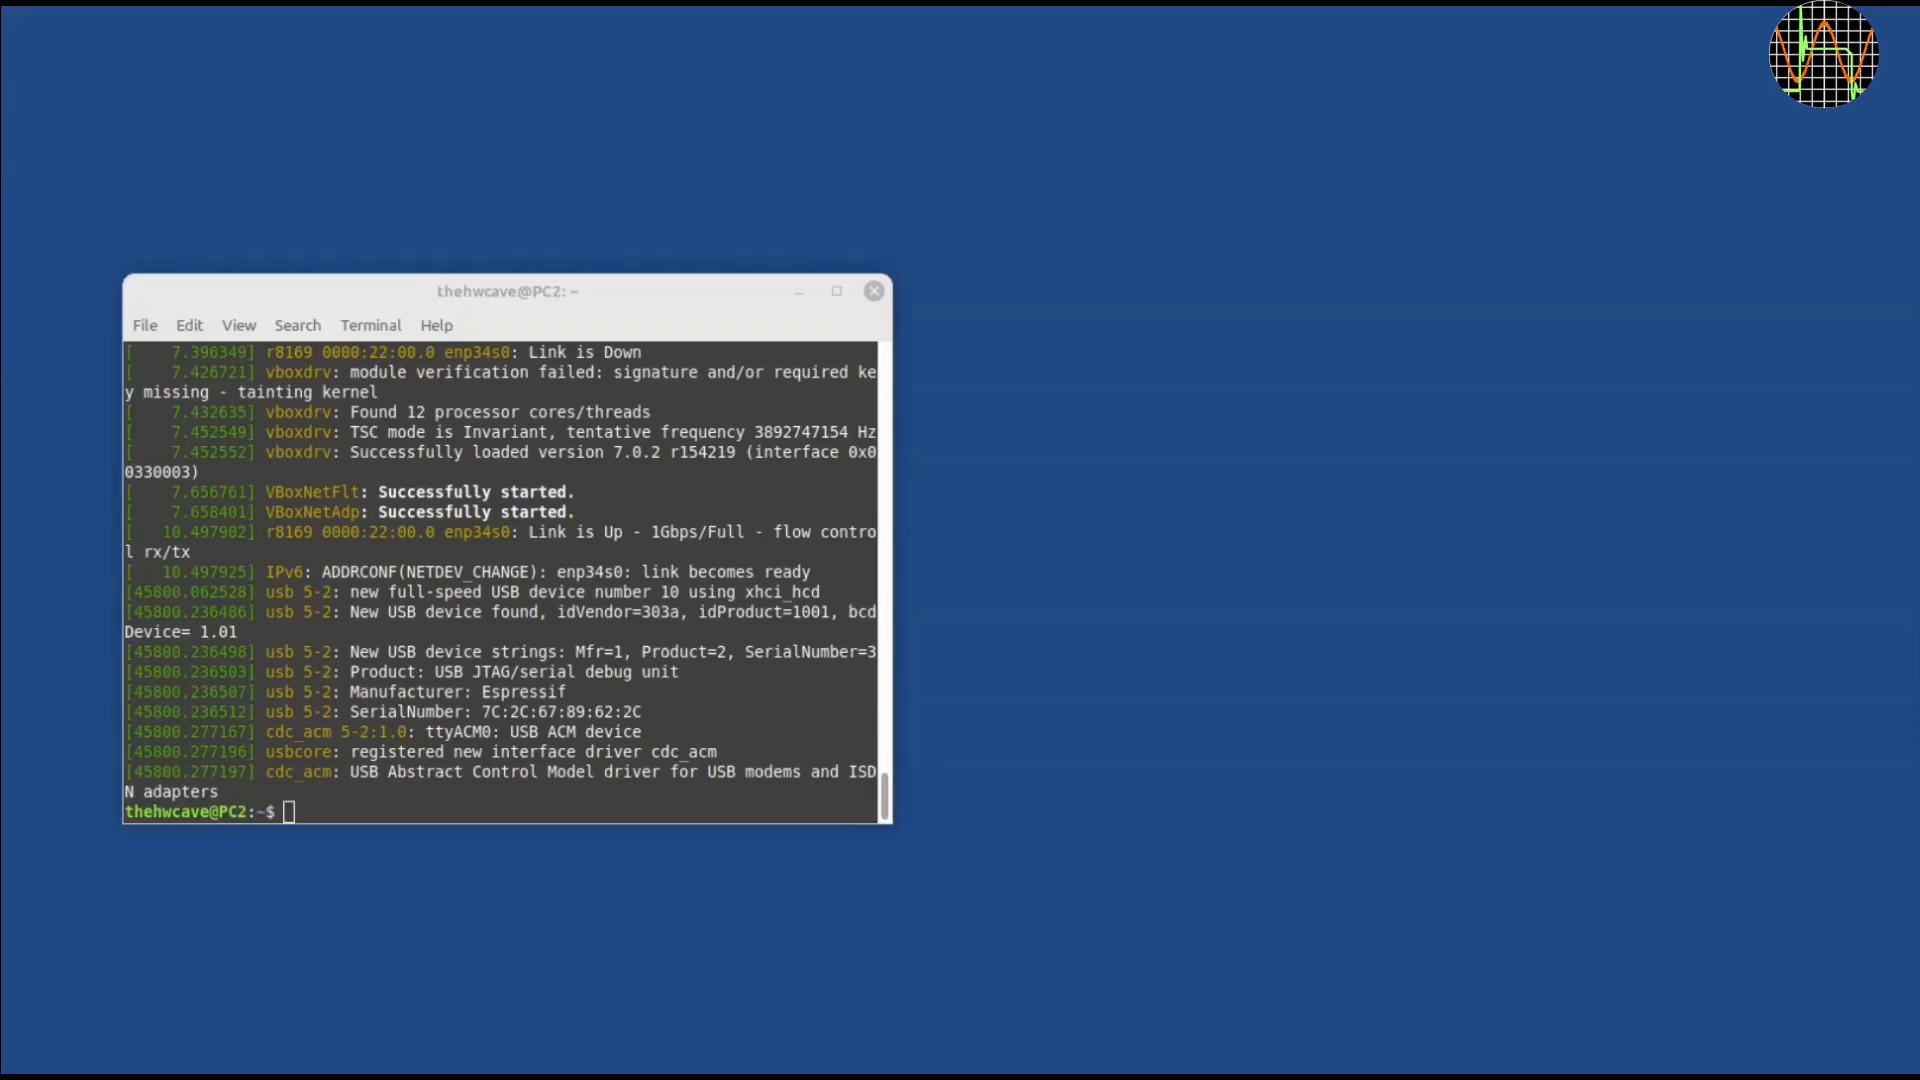 thehwcave@PC2: ~
File Edit View Search Terminal Help
[    7.396349] r8169 0000:22:00.0 enp34s0: Link is Down
[    7.426721] vboxdrv: module verification failed: signature and/or required ke
y missing - tainting kernel
[    7.432635] vboxdrv: Found 12 processor cores/threads
[    7.452549] vboxdrv: TSC mode is Invariant, tentative frequency 3892747154 Hz
[    7.452552] vboxdrv: Successfully loaded version 7.0.2 r154219 (interface 0x0
0330003)
[    7.656761] VBoxNetFlt: Successfully started.
[    7.658401] VBoxNetAdp: Successfully started.
[   10.497902] r8169 0000:22:00.0 enp34s0: Link is Up - 1Gbps/Full - flow contro
l rx/tx
[   10.497925] IPv6: ADDRCONF(NETDEV_CHANGE): enp34s0: link becomes ready
[45800.062528] usb 5-2: new full-speed USB device number 10 using xhci_hcd
[45800.236486] usb 5-2: New USB device found, idVendor=303a, idProduct=1001, bcd
Device= 1.01
[45800.236498] usb 5-2: New USB device strings: Mfr=1, Product=2, SerialNumber=3
[45800.236503] usb 5-2: Product: USB JTAG/serial debug unit
[45800.236507] usb 5-2: Manufacturer: Espressif
[45800.236512] usb 5-2: SerialNumber: 7C:2C:67:89:62:2C
[45800.277167] cdc_acm 5-2:1.0: ttyACM0: USB ACM device
[45800.277196] usbcore: registered new interface driver cdc_acm
[45800.277197] cdc_acm: USB Abstract Control Model driver for USB modems and ISD
N adapters
thehwcave@PC2:~$